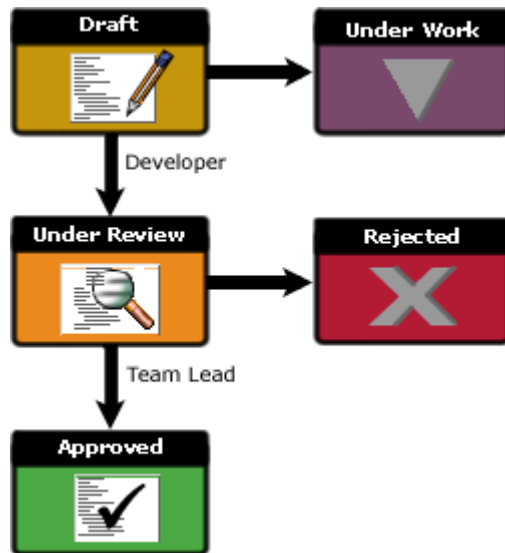 Draft
Under Work
Developer
Under Review
Rejected
Team Lead
Approved